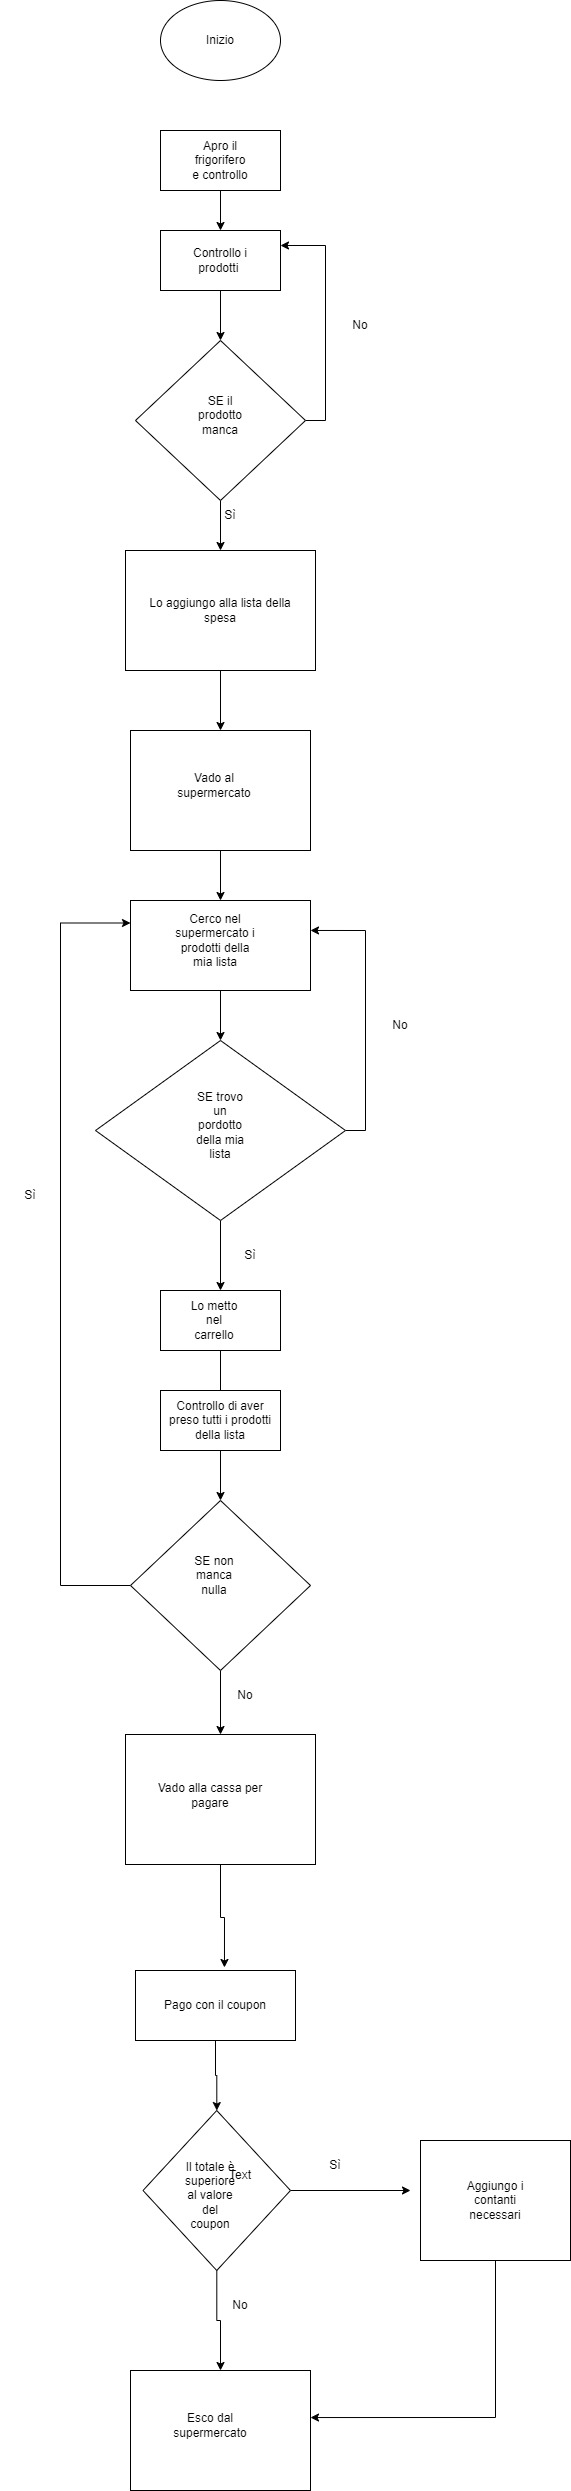 Inizio
Apro il
frigorifero
e controllo
Controllo i
prodotti
No
SE il
prodotto
manca
Sì
Lo aggiungo alla lista della
spesa
Vado al
supermercato
Cerco nel
supermercato i
prodotti della
mia lista
No
SE trovo
un
pordotto
della mia
lista
Sì
Sì
Lo metto
nel
carrello
Controllo di aver
preso tutti i prodotti
della lista
SE non
manca
nulla
No
Vado alla cassa per
pagare
Pago con il coupon
Il totale è
superiore
al valore
del
coupon
Text
Sì
Aggiungo i
contanti
necessari
No
Esco dal
supermercato